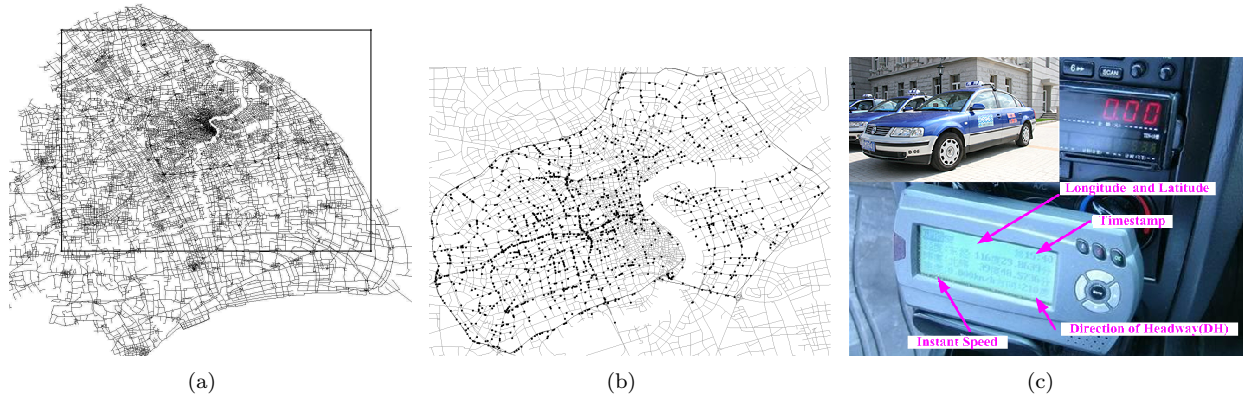 SCAN
0.00
Longitude and Latitude
Timestamp
Direction of Headway(DH)
Instant Speed
(a)
(b)
(c)